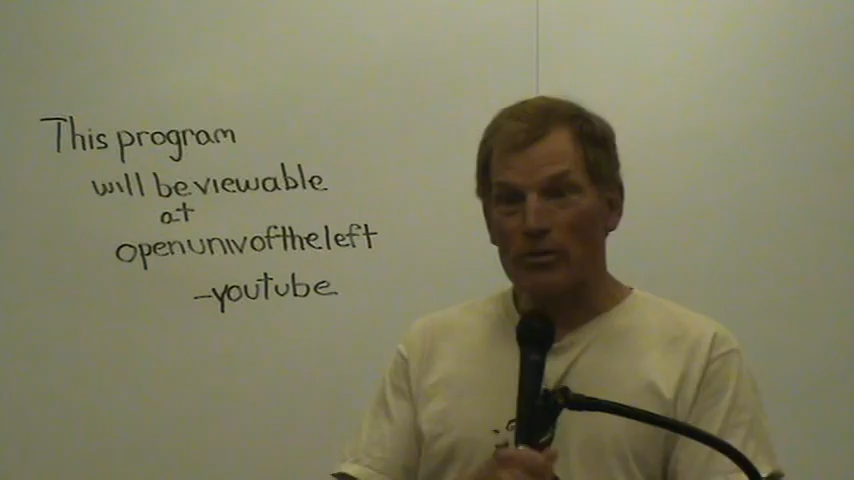 This program
will be viewable
at
openunivoftheleft
-youtube